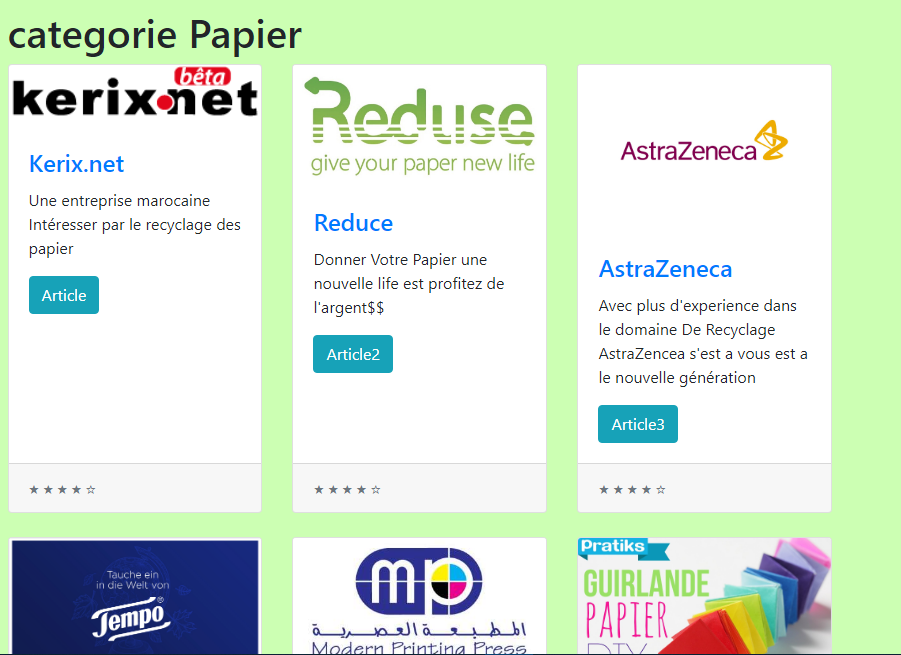 categorie Papier
bêta
kerix.net
Kerix.net
Une entreprise marocaine
Intéresser par le recyclage des
papier
Article
★ ★ ★ ★ ☆
Reduse
give your paper new life
Reduce
Donner Votre Papier une
nouvelle life est profitez de
l'argent$$
Article2
★ ★ ★ ★ ☆
AstraZeneca
AstraZeneca
Avec plus d'experience dans
le domaine De Recyclage
AstraZencea s'est a vous est a
le nouvelle génération
Article3
★ ★ ★ ★ ☆
Tauche ein
in die Welt von
Tempo®
mp
المطبعة العصرية
Modern Printing Press
Pratiks
GUIRLANDE
PAPIER
DIY